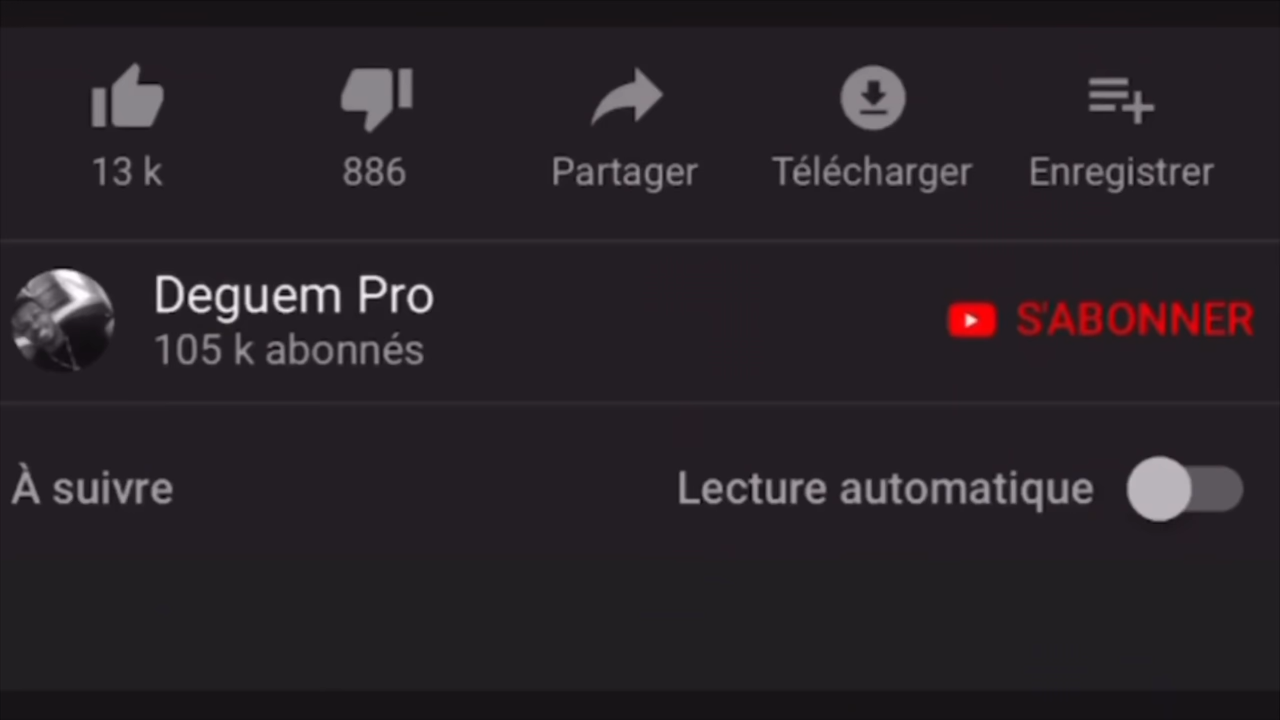 13 k
886
Partager
Télécharger
Enregistrer
Deguem Pro
105 k abonnés
S'ABONNER
À suivre
Lecture automatique